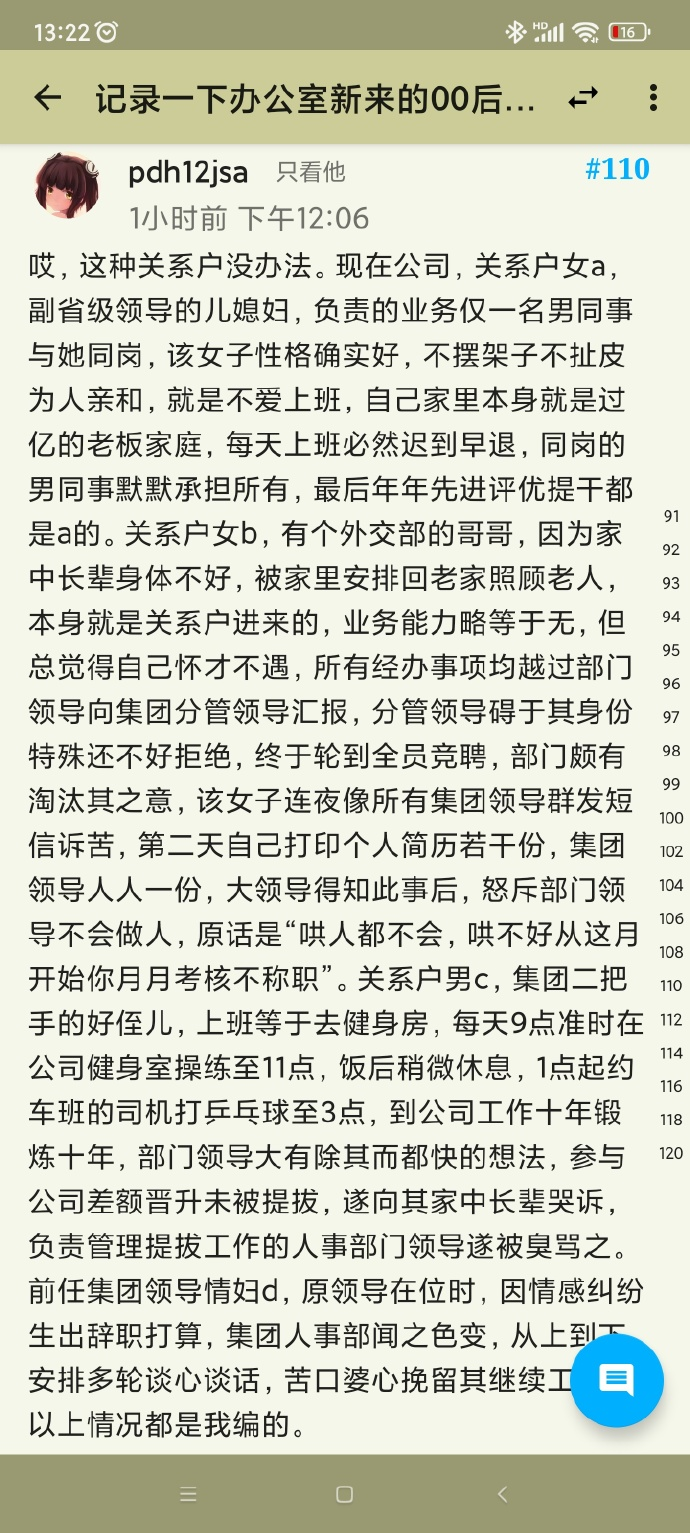 13:22
HD
16
记录一下办公室新来的00后...
pdh12jsa 只看他
#110
1小时前 下午12:06
哎，这种关系户没办法。现在公司，关系户女a，
副省级领导的儿媳妇，负责的业务仅一名男同事
与她同岗，该女子性格确实好，不摆架子不扯皮
为人亲和，就是不爱上班，自己家里本身就是过
亿的老板家庭，每天上班必然迟到早退，同岗的
男同事默默承担所有，最后年年先进评优提干都
是a的。关系户女b，有个外交部的哥哥，因为家
中长辈身体不好，被家里安排回老家照顾老人，
本身就是关系户进来的，业务能力略等于无，但
总觉得自己怀才不遇，所有经办事项均越过部门
领导向集团分管领导汇报，分管领导碍于其身份
特殊还不好拒绝，终于轮到全员竞聘，部门颇有
淘汰其之意，该女子连夜像所有集团领导群发短
信诉苦，第二天自己打印个人简历若干份，集团
领导人人一份，大领导得知此事后，怒斥部门领
导不会做人，原话是“哄人都不会，哄不好从这月
开始你月月考核不称职”。关系户男c，集团二把
手的好侄儿，上班等于去健身房，每天9点准时在
公司健身室操练至11点，饭后稍微休息，1点起约
车班的司机打乒乓球至3点，到公司工作十年锻
炼十年，部门领导大有除其而都快的想法，参与
公司差额晋升未被提拔，遂向其家中长辈哭诉，
负责管理提拔工作的人事部门领导遂被臭骂之。
前任集团领导情妇d，原领导在位时，因情感纠纷
生出辞职打算，集团人事部闻之色变，从上到下
安排多轮谈心谈话，苦口婆心挽留其继续工
以上情况都是我编的。
91
92
93
94
95
96
97
98
99
100
102
104
106
108
110
112
114
116
118
120